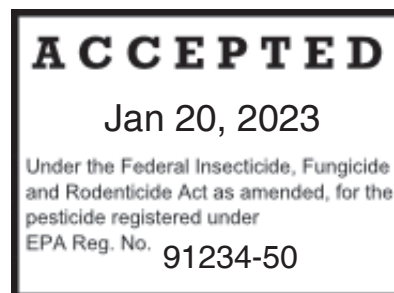 ACCEPTED
Jan 20, 2023
Under the Federal Insecticide, Fungicide
and Rodenticide Act as amended, for the
pesticide registered under
EPA Reg. No. 91234-50